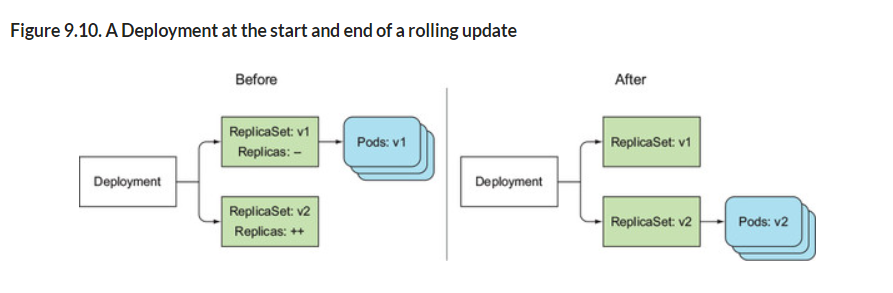 Figure 9.10. A Deployment at the start and end of a rolling update
Before
ReplicaSet: v1
Replicas: --
Pods: v1
Deployment
ReplicaSet: v2
Replicas: ++
After
ReplicaSet: v1
Deployment
ReplicaSet: v2
Pods: v2